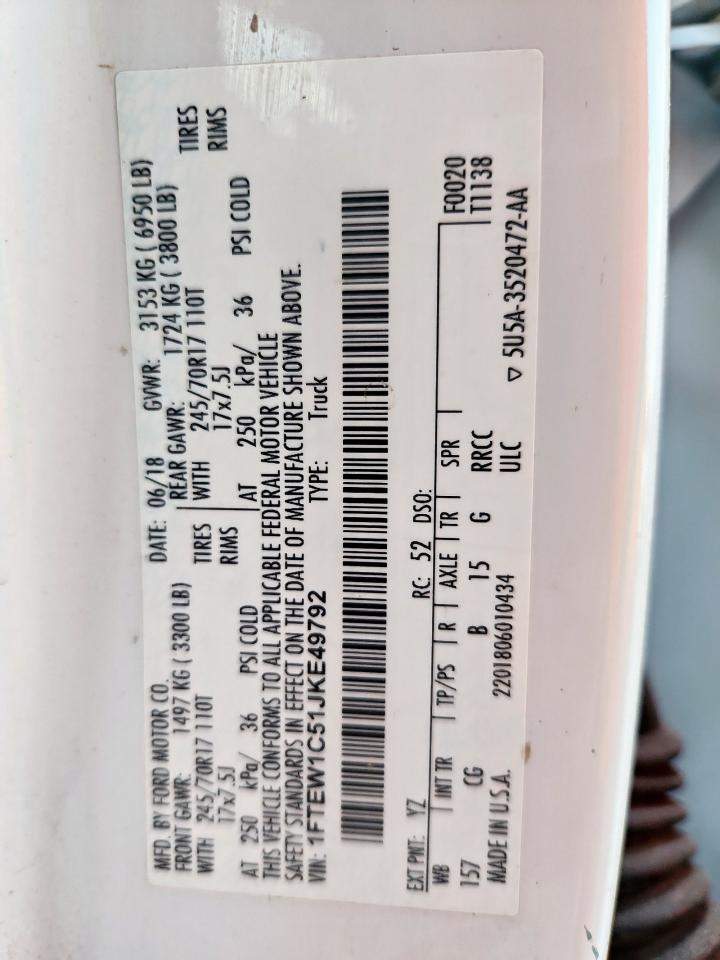 MFD. BY FORD MOTOR CO.
DATE: 06/18 GVWR: 3153 KG ( 6950 LB)
FRONT GAWR: 1497 KG ( 3300 LB) REAR GAWR: 1724 KG ( 3800 LB)
WITH 245/70R17 110T TIRES WITH 245/70R17 110T TIRES
17x7.5J RIMS 17x7.5J RIMS
AT 250 kPa/ 36 PSI COLD AT 250 kPa/ 36 PSI COLD
THIS VEHICLE CONFORMS TO ALL APPLICABLE FEDERAL MOTOR VEHICLE
SAFETY STANDARDS IN EFFECT ON THE DATE OF MANUFACTURE SHOWN ABOVE.
VIN: 1FTEW1C51JKE49792 TYPE: Truck
EXT PNT: YZ RC: 52 DSO: F0020
WB INT TR TP/PS R AXLE TR SPR T1138
157 CG B 15 G RRCC
MADE IN U.S.A. 2201806010434 ULC ▽ 5U5A-3520472-AA